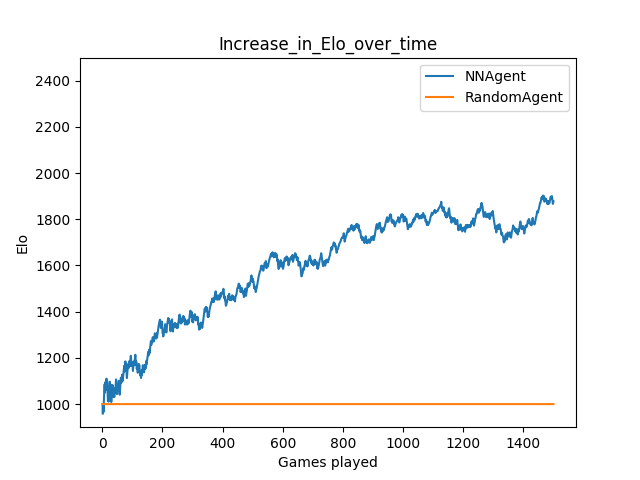 Increase_in_Elo_over_time
NNAgent
RandomAgent
2400
2200
2000
1800
1600
1400
1200
1000
Elo
0 200 400 600 800 1000 1200 1400
Games played